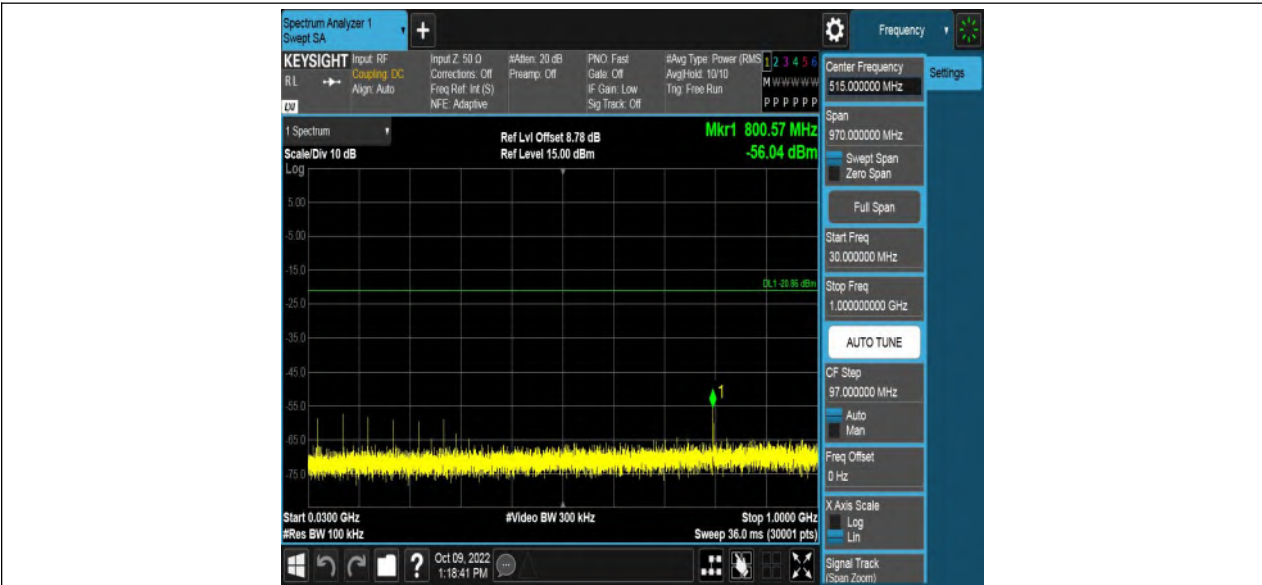 Spectrum Analyzer 1
Swept SA
+
Frequency
KEYSIGHT
RL
LXI
Input: RF
Coupling: DC
Align: Auto
Input Z: 50 Ω
Corrections: Off
Freq Ref: Int (S)
NFE: Adaptive
#Atten: 20 dB
Preamp: Off
PNO: Fast
Gate: Off
IF Gain: Low
Sig Track: Off
#Avg Type: Power (RMS
Avg|Hold: 10/10
Trig: Free Run
1 2 3 4 5 6
M W W W W W
P P P P P P
1 Spectrum
Scale/Div 10 dB
Log
Ref Lvl Offset 8.78 dB
Ref Level 15.00 dBm
Mkr1 800.57 MHz
-56.04 dBm
5.00
-5.00
-15.0
DL1 -20.86 dBm
-25.0
-35.0
-45.0
1
-55.0
-65.0
-75.0
Start 0.0300 GHz
#Res BW 100 kHz
#Video BW 300 kHz
Stop 1.0000 GHz
Sweep 36.0 ms (30001 pts)
?
Oct 09, 2022
1:18:41 PM
Center Frequency
515.000000 MHz
Settings
Span
970.000000 MHz
Swept Span
Zero Span
Full Span
Start Freq
30.000000 MHz
Stop Freq
1.000000000 GHz
AUTO TUNE
CF Step
97.000000 MHz
Auto
Man
Freq Offset
0 Hz
X Axis Scale
Log
Lin
Signal Track
(Span Zoom)